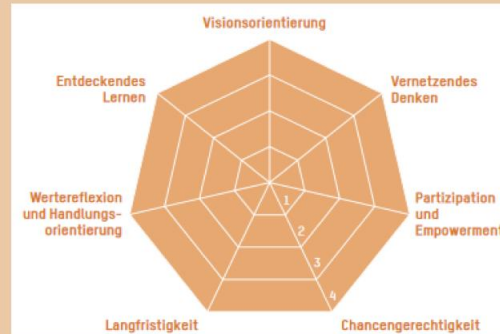 Visionsorientierung
Entdeckendes
Lernen
Vernetzendes
Denken
Wertereflexion
und Handlungs-
orientierung
Partizipation
und
Empowerment
1
2
3
4
Langfristigkeit
Chancengerechtigkeit